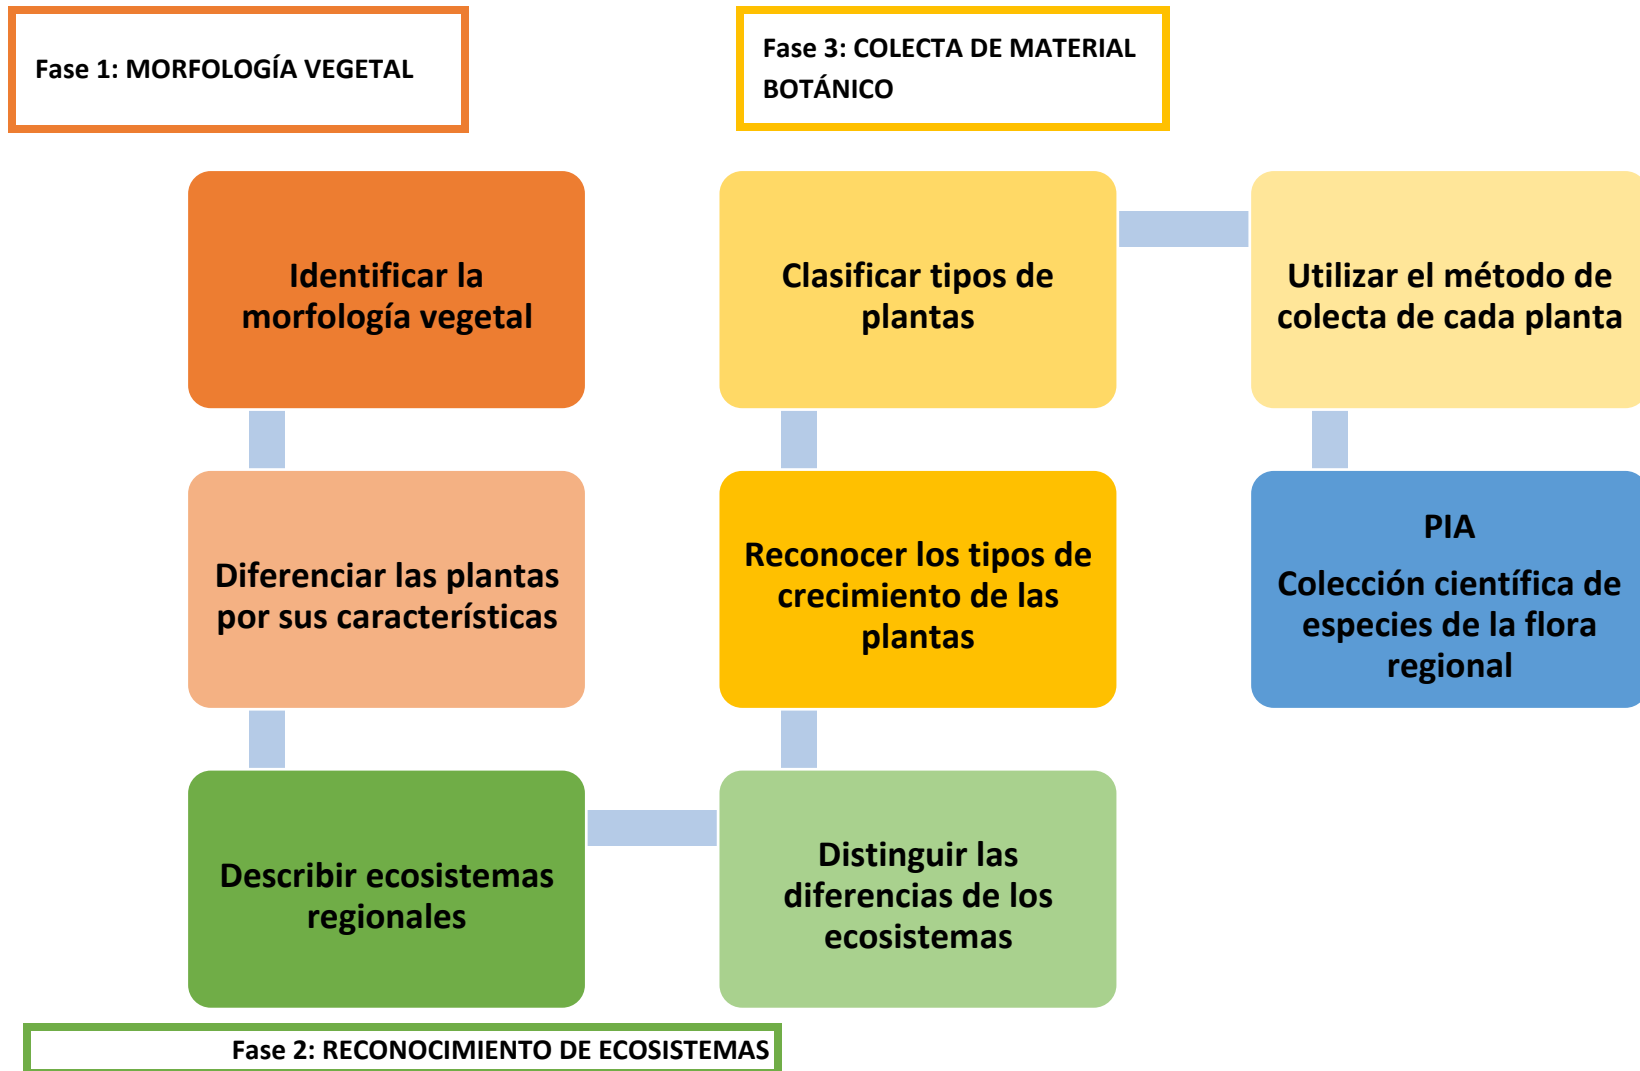 Fase 1: MORFOLOGÍA VEGETAL
Fase 3: COLECTA DE MATERIAL
BOTÁNICO
Identificar la
morfología vegetal
Clasificar tipos de
plantas
Utilizar el método de
colecta de cada planta
Diferenciar las plantas
por sus características
Reconocer los tipos de
crecimiento de las
plantas
PIA
Colección científica de
especies de la flora
regional
Describir ecosistemas
regionales
Distinguir las
diferencias de los
ecosistemas
Fase 2: RECONOCIMIENTO DE ECOSISTEMAS